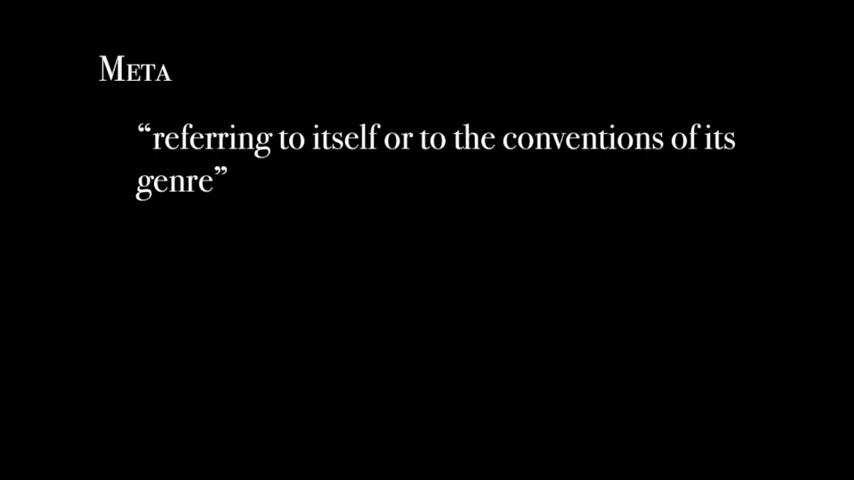 Meta
“referring to itself or to the conventions of its
genre”